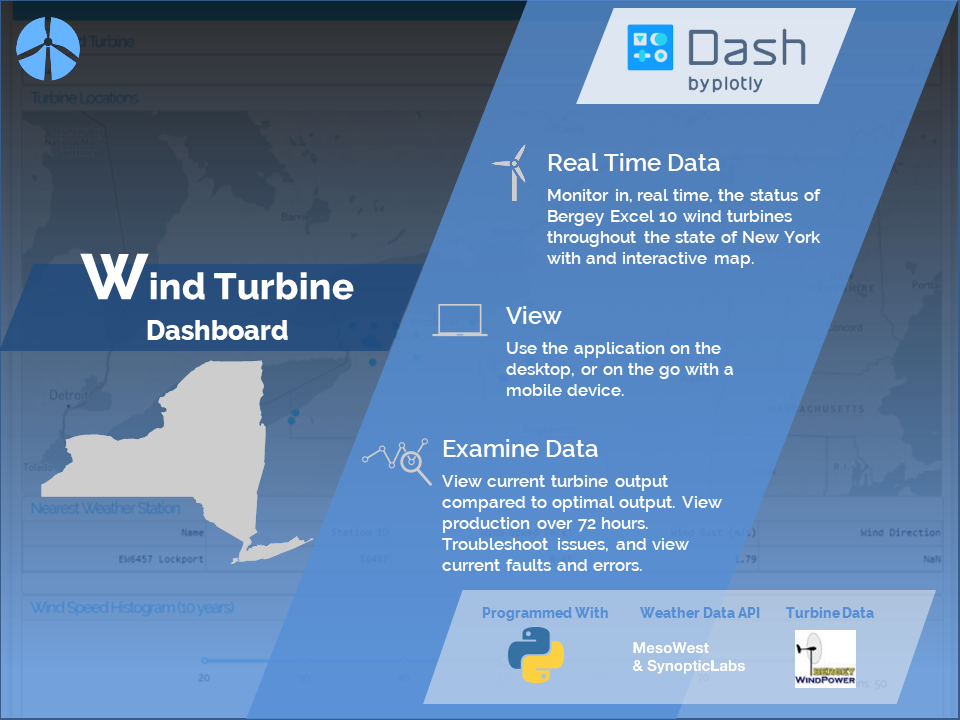 d Turbine
Turbine Locations
Dash
by plotly
Real Time Data
Monitor in, real time, the status of
Bergey Excel 10 wind turbines
throughout the state of New York
with and interactive map.
Barrie
Wind Turbine
Dashboard
View
Use the application on the
desktop, or on the go with a
mobile device.
Detroit
Toledo
Examine Data
View current turbine output
compared to optimal output. View
production over 72 hours.
Troubleshoot issues, and view
current faults and errors.
Nearest Weather Station
Name
Station ID
Wind Direction
EW6457 Lockport
.79
NaN
Wind Speed Histogram (10 years)
Programmed With
Weather Data API
Turbine Data
MesoWest
& SynopticLabs
BERGEY
WINDPOWER
20
50